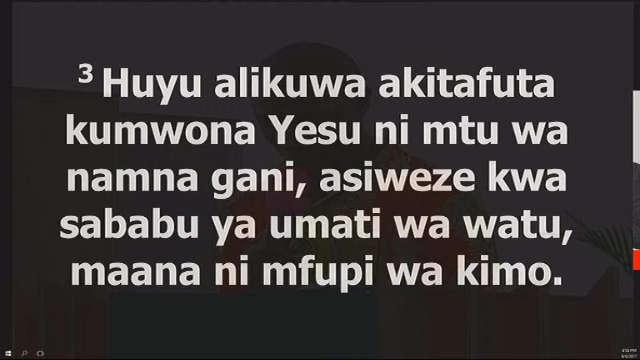 3 Huyu alikuwa akitafuta
kumwona Yesu ni mtu wa
namna gani, asiweze kwa
sababu ya umati wa watu,
maana ni mfupi wa kimo.